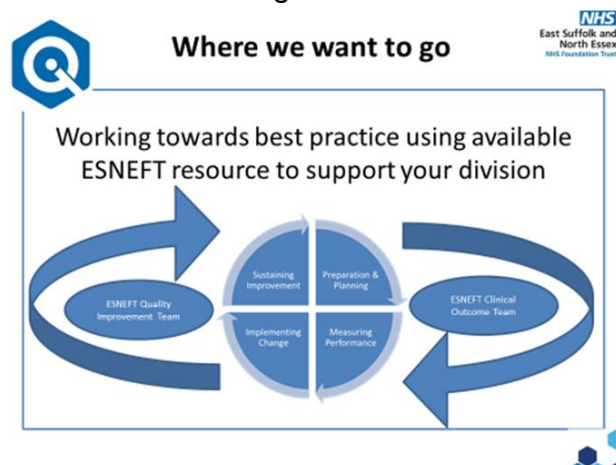 Where we want to go
NHS
East Suffolk and
North Essex
NHS Foundation Trust
Working towards best practice using available
ESNEFT resource to support your division
ESNEFT Quality
Improvement Team
Sustaining
Improvement
Preparation &
Planning
Implementing
Change
Measuring
Performance
ESNEFT Clinical
Outcome Team